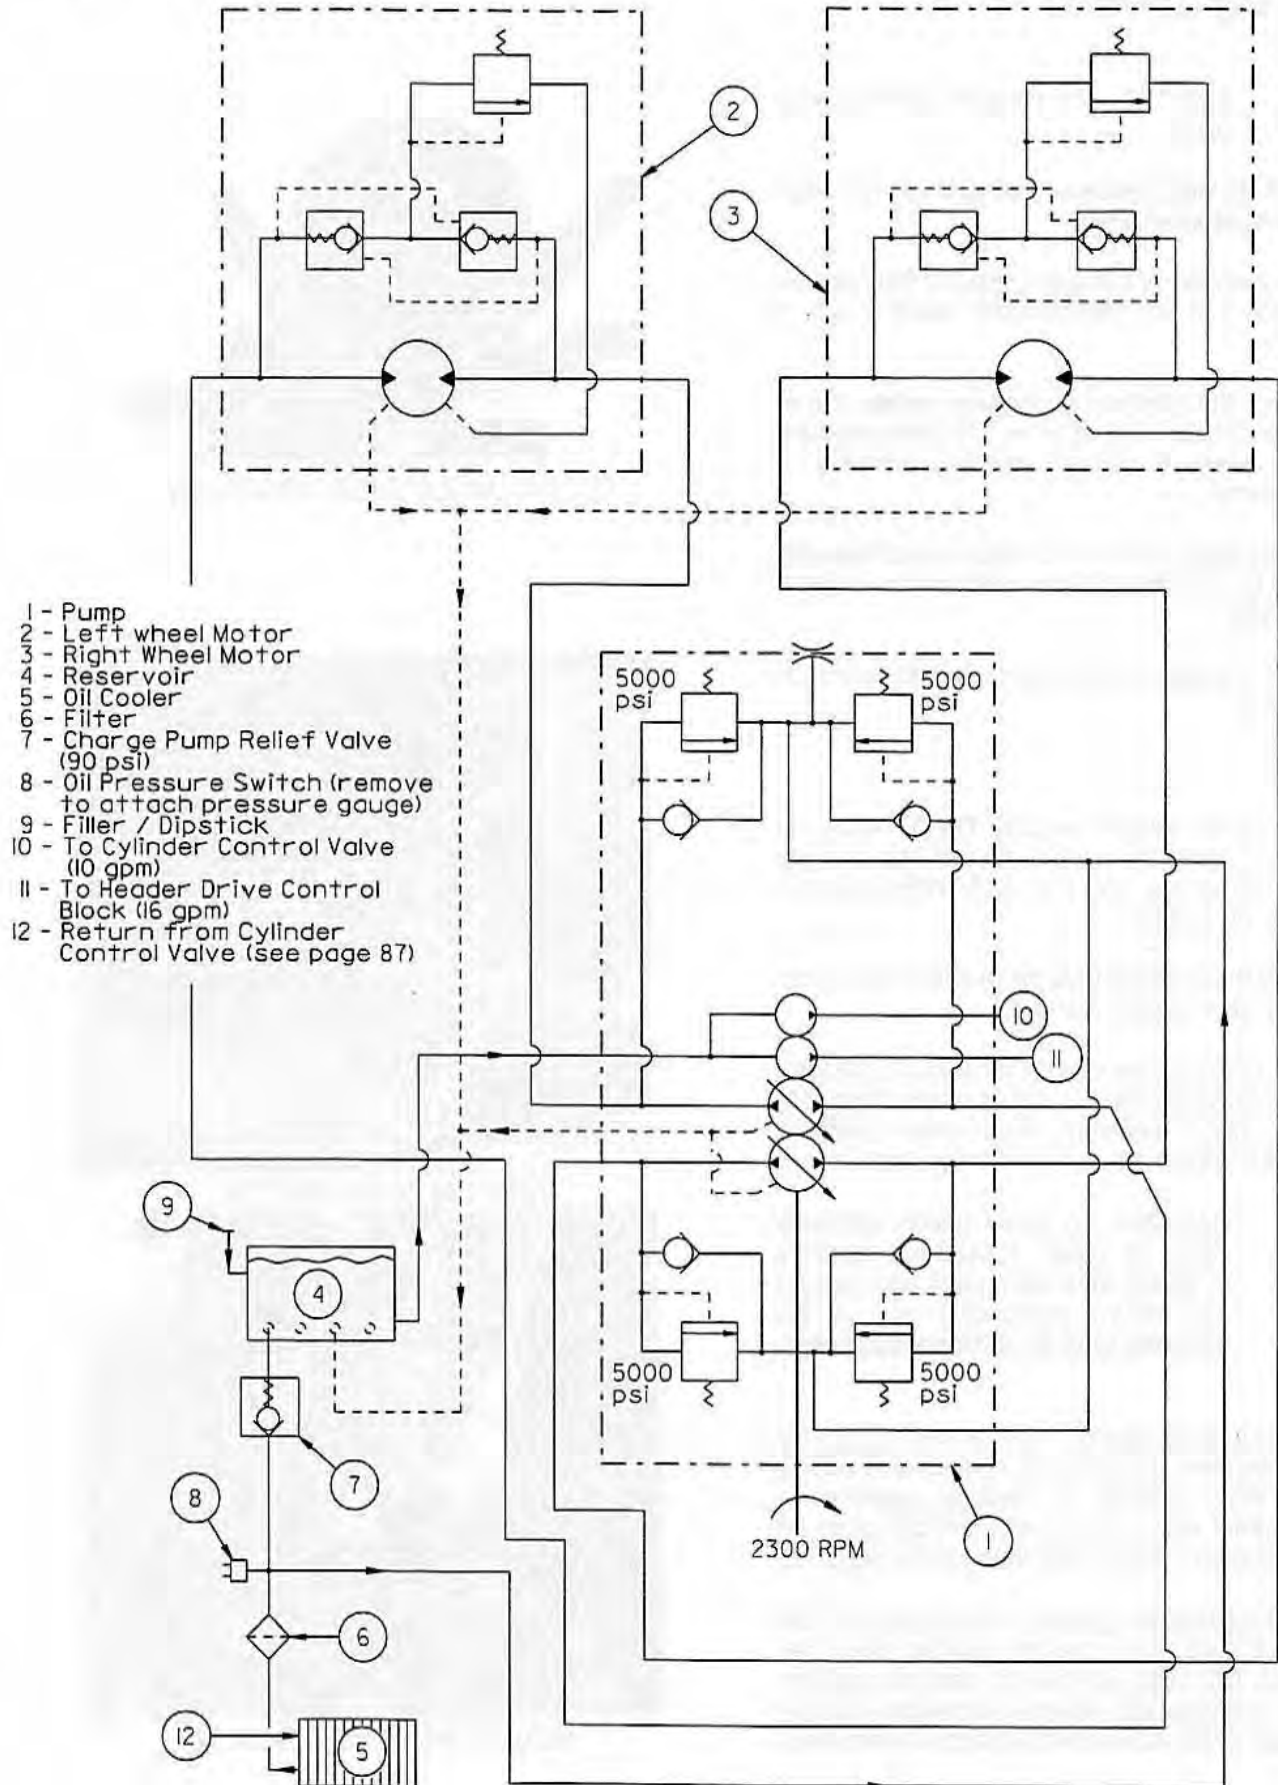 2
3
1 - Pump
2 - Left wheel Motor
3 - Right Wheel Motor
4 - Reservoir
5 - Oil Cooler
6 - Filter
7 - Charge Pump Relief Valve
(90 psi)
8 - Oil Pressure Switch (remove
to attach pressure gauge)
9 - Filler / Dipstick
10 - To Cylinder Control Valve
(10 gpm)
11 - To Header Drive Control
Block (16 gpm)
12 - Return from Cylinder
Control Valve (see page 87)
5000
psi
5000
psi
10
11
9
4
5000
psi
5000
psi
7
8
2300 RPM
1
6
12
5